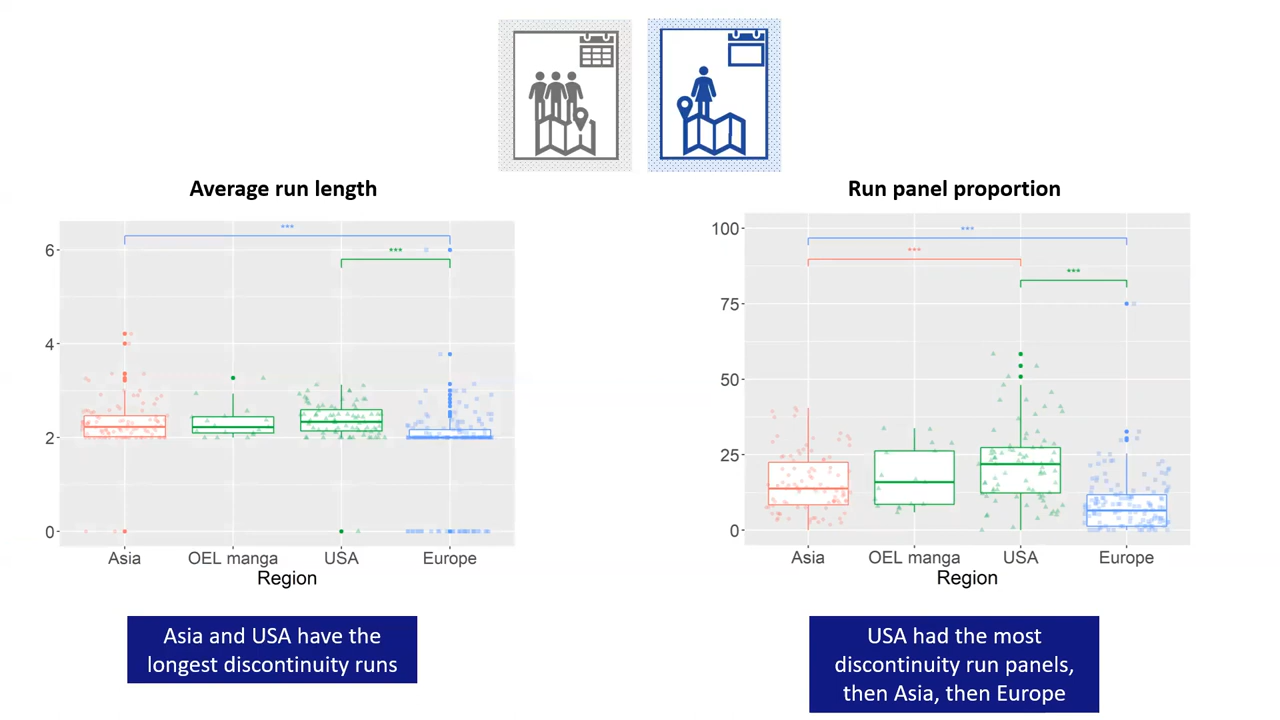 Average run length
Run panel proportion
***
***
6
4
2
0
Asia
OEL manga
USA
Europe
Region
***
***
***
100
75
50
25
0
Asia
OEL manga
USA
Europe
Region
Asia and USA have the
longest discontinuity runs
USA had the most
discontinuity run panels,
then Asia, then Europe